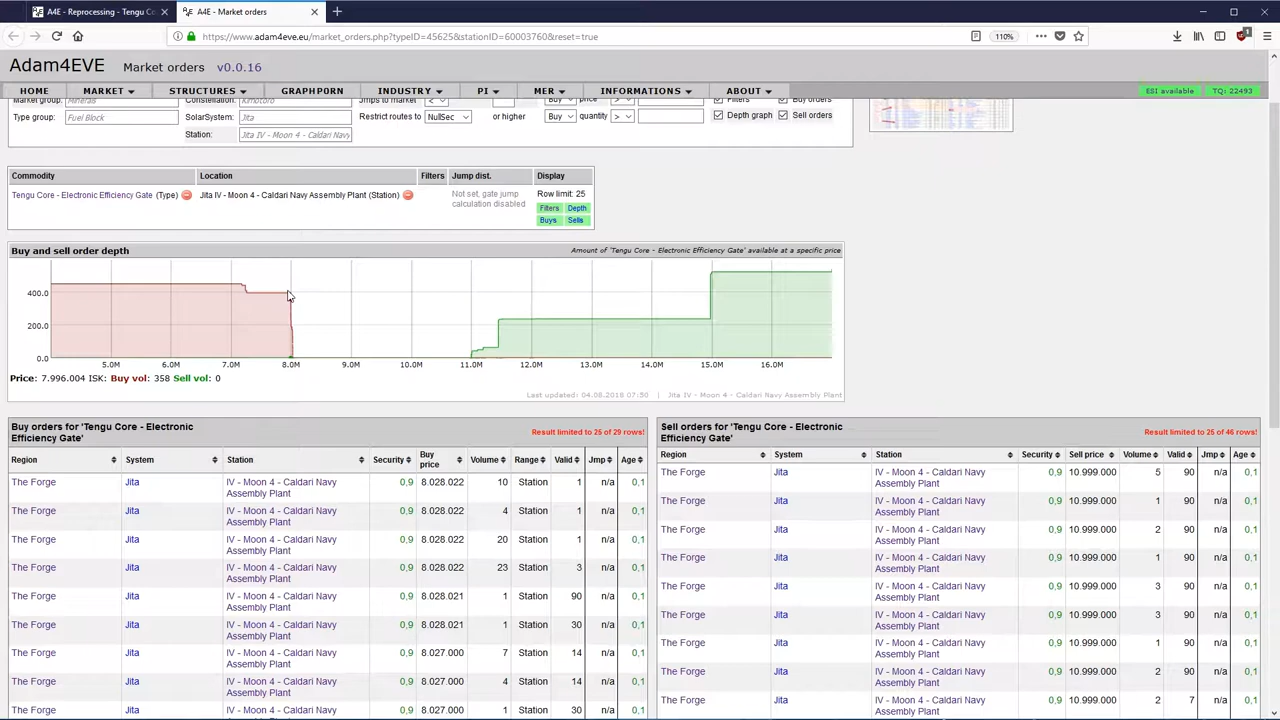 A4E - Reprocessing - Tengu Co
A4E - Market orders
https://www.adam4eve.eu/market_orders.php?typeID=45625&stationID=60003760&reset=true
110%
Adam4EVE Market orders v0.0.16
HOME MARKET STRUCTURES GRAPHPORN INDUSTRY PI MER INFORMATIONS ABOUT ESI available TQ: 22493
Market group: Minerals Constellation: Kimotoro Jumps to market < Buy price > Filters Buy orders
Type group: Fuel Block SolarSystem: Jita Restrict routes to NullSec or higher Buy quantity > Depth graph Sell orders
Station: Jita IV - Moon 4 - Caldari Navy
Commodity Location Filters Jump dist. Display
Tengu Core - Electronic Efficiency Gate (Type) Jita IV - Moon 4 - Caldari Navy Assembly Plant (Station) Not set, gate jump calculation disabled Row limit: 25
Filters Depth
Buys Sells
Buy and sell order depth Amount of 'Tengu Core - Electronic Efficiency Gate' available at a specific price
400.0
200.0
0.0
5.0M 6.0M 7.0M 8.0M 9.0M 10.0M 11.0M 12.0M 13.0M 14.0M 15.0M 16.0M
Price: 7.996.004 ISK: Buy vol: 358 Sell vol: 0
Last updated: 04.06.2018 07:50 | Jita IV - Moon 4 - Caldari Navy Assembly Plant
Buy orders for 'Tengu Core - Electronic Efficiency Gate' Result limited to 25 of 29 rows!
Region System Station Security Buy price Volume Range Valid Jmp Age
The Forge Jita IV - Moon 4 - Caldari Navy Assembly Plant 0,9 8.028.022 10 Station 1 n/a 0,1
The Forge Jita IV - Moon 4 - Caldari Navy Assembly Plant 0,9 8.028.022 4 Station 1 n/a 0,1
The Forge Jita IV - Moon 4 - Caldari Navy Assembly Plant 0,9 8.028.022 20 Station 1 n/a 0,1
The Forge Jita IV - Moon 4 - Caldari Navy Assembly Plant 0,9 8.028.022 23 Station 3 n/a 0,1
The Forge Jita IV - Moon 4 - Caldari Navy Assembly Plant 0,9 8.028.021 1 Station 90 n/a 0,1
The Forge Jita IV - Moon 4 - Caldari Navy Assembly Plant 0,9 8.028.021 1 Station 30 n/a 0,1
The Forge Jita IV - Moon 4 - Caldari Navy Assembly Plant 0,9 8.027.000 7 Station 14 n/a 0,1
The Forge Jita IV - Moon 4 - Caldari Navy Assembly Plant 0,9 8.027.000 4 Station 14 n/a 0,1
The Forge Jita IV - Moon 4 - Caldari Navy 0,9 8.027.000 1 Station 30 n/a 0,1
Sell orders for 'Tengu Core - Electronic Efficiency Gate' Result limited to 25 of 46 rows!
Region System Station Security Sell price Volume Valid Jmp Age
The Forge Jita IV - Moon 4 - Caldari Navy Assembly Plant 0,9 10.999.000 5 90 n/a 0,1
The Forge Jita IV - Moon 4 - Caldari Navy Assembly Plant 0,9 10.999.000 1 90 n/a 0,1
The Forge Jita IV - Moon 4 - Caldari Navy Assembly Plant 0,9 10.999.000 2 90 n/a 0,1
The Forge Jita IV - Moon 4 - Caldari Navy Assembly Plant 0,9 10.999.000 1 90 n/a 0,1
The Forge Jita IV - Moon 4 - Caldari Navy Assembly Plant 0,9 10.999.000 3 90 n/a 0,1
The Forge Jita IV - Moon 4 - Caldari Navy Assembly Plant 0,9 10.999.000 3 90 n/a 0,1
The Forge Jita IV - Moon 4 - Caldari Navy Assembly Plant 0,9 10.999.000 1 90 n/a 0,1
The Forge Jita IV - Moon 4 - Caldari Navy Assembly Plant 0,9 10.999.000 2 90 n/a 0,1
The Forge Jita IV - Moon 4 - Caldari Navy Assembly Plant 0,9 10.999.000 2 7 n/a 0,1